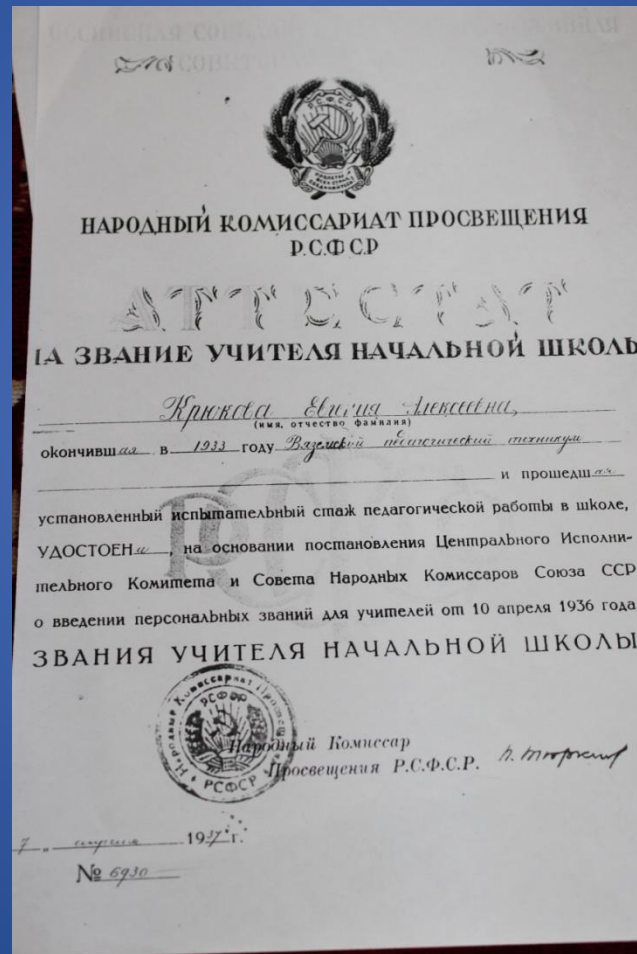 НАРОДНЫЙ КОМИССАРИАТ ПРОСВЕЩЕНИЯ
Р.С.Ф.С.Р
АТТЕСТАТ
НА ЗВАНИЕ УЧИТЕЛЯ НАЧАЛЬНОЙ ШКОЛЫ
Крюкова Алексеевна,
(имя, отчество фамилия)
окончившая в 1933 году Вяземский педагогический техникум
и прошедшая
установленный испытательный стаж педагогической работы в школе,
УДОСТОЕНа, на основании постановления Центрального Исполни-
тельного Комитета и Совета Народных Комиссаров Союза ССР
о введении персональных званий для учителей от 10 апреля 1936 года
ЗВАНИЯ УЧИТЕЛЯ НАЧАЛЬНОЙ ШКОЛЫ
РСФСР
Народный Комиссар
Просвещения Р.С.Ф.С.Р.
1937 г.
№ 6930